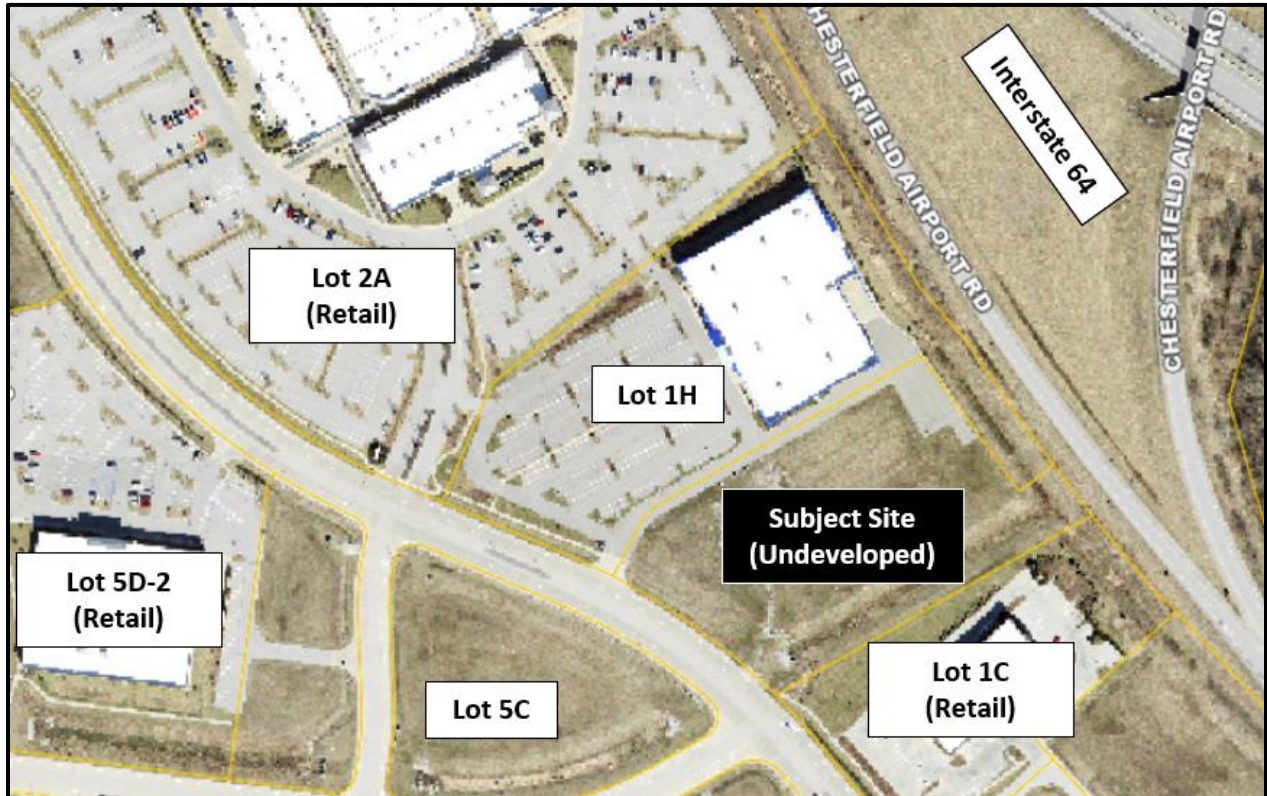 CHESTERFIELD AIRPORT RD
Interstate 64
CHESTERFIELD AIRPORT RD
Lot 2A
(Retail)
Lot 1H
Subject Site
(Undeveloped)
Lot 5D-2
(Retail)
Lot 1C
(Retail)
Lot 5C